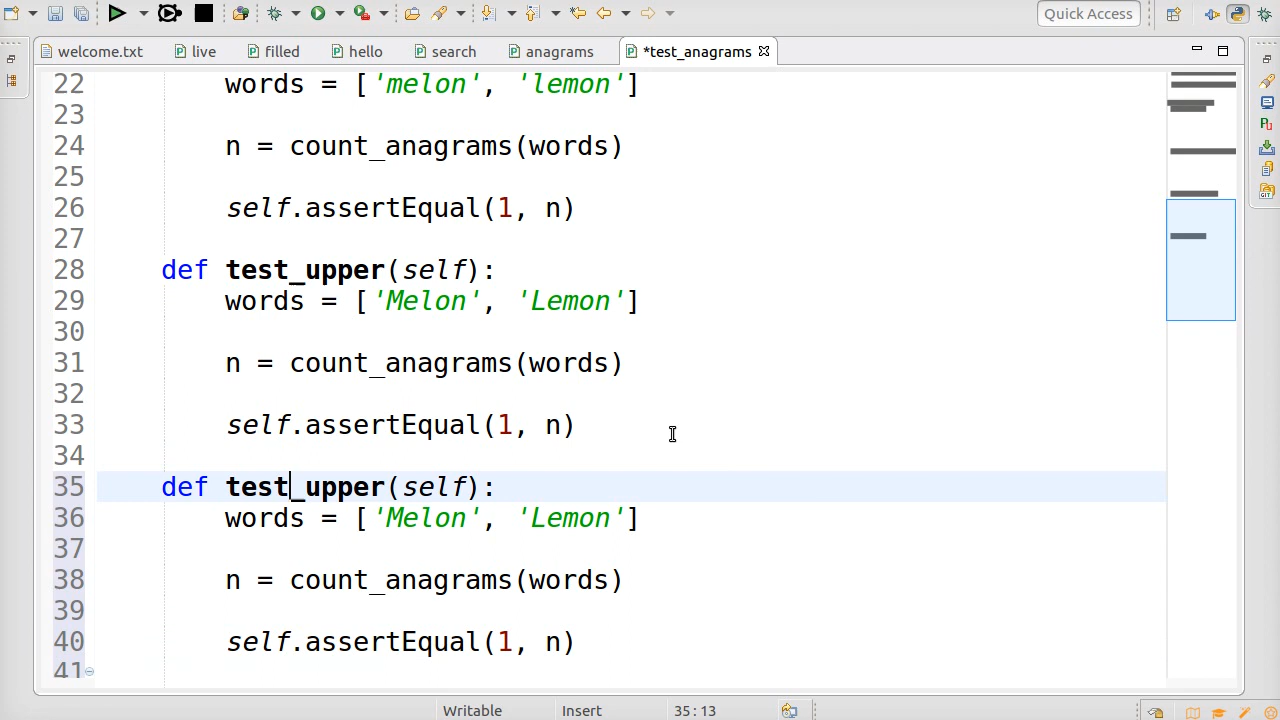 Quick Access
welcome.txt live filled hello search anagrams *test_anagrams
22 words = ['melon', 'lemon']
23
24 n = count_anagrams(words)
25
26 self.assertEqual(1, n)
27
28 def test_upper(self):
29 words = ['Melon', 'Lemon']
30
31 n = count_anagrams(words)
32
33 self.assertEqual(1, n)
34
35 def test_upper(self):
36 words = ['Melon', 'Lemon']
37
38 n = count_anagrams(words)
39
40 self.assertEqual(1, n)
41
Writable Insert 35:13